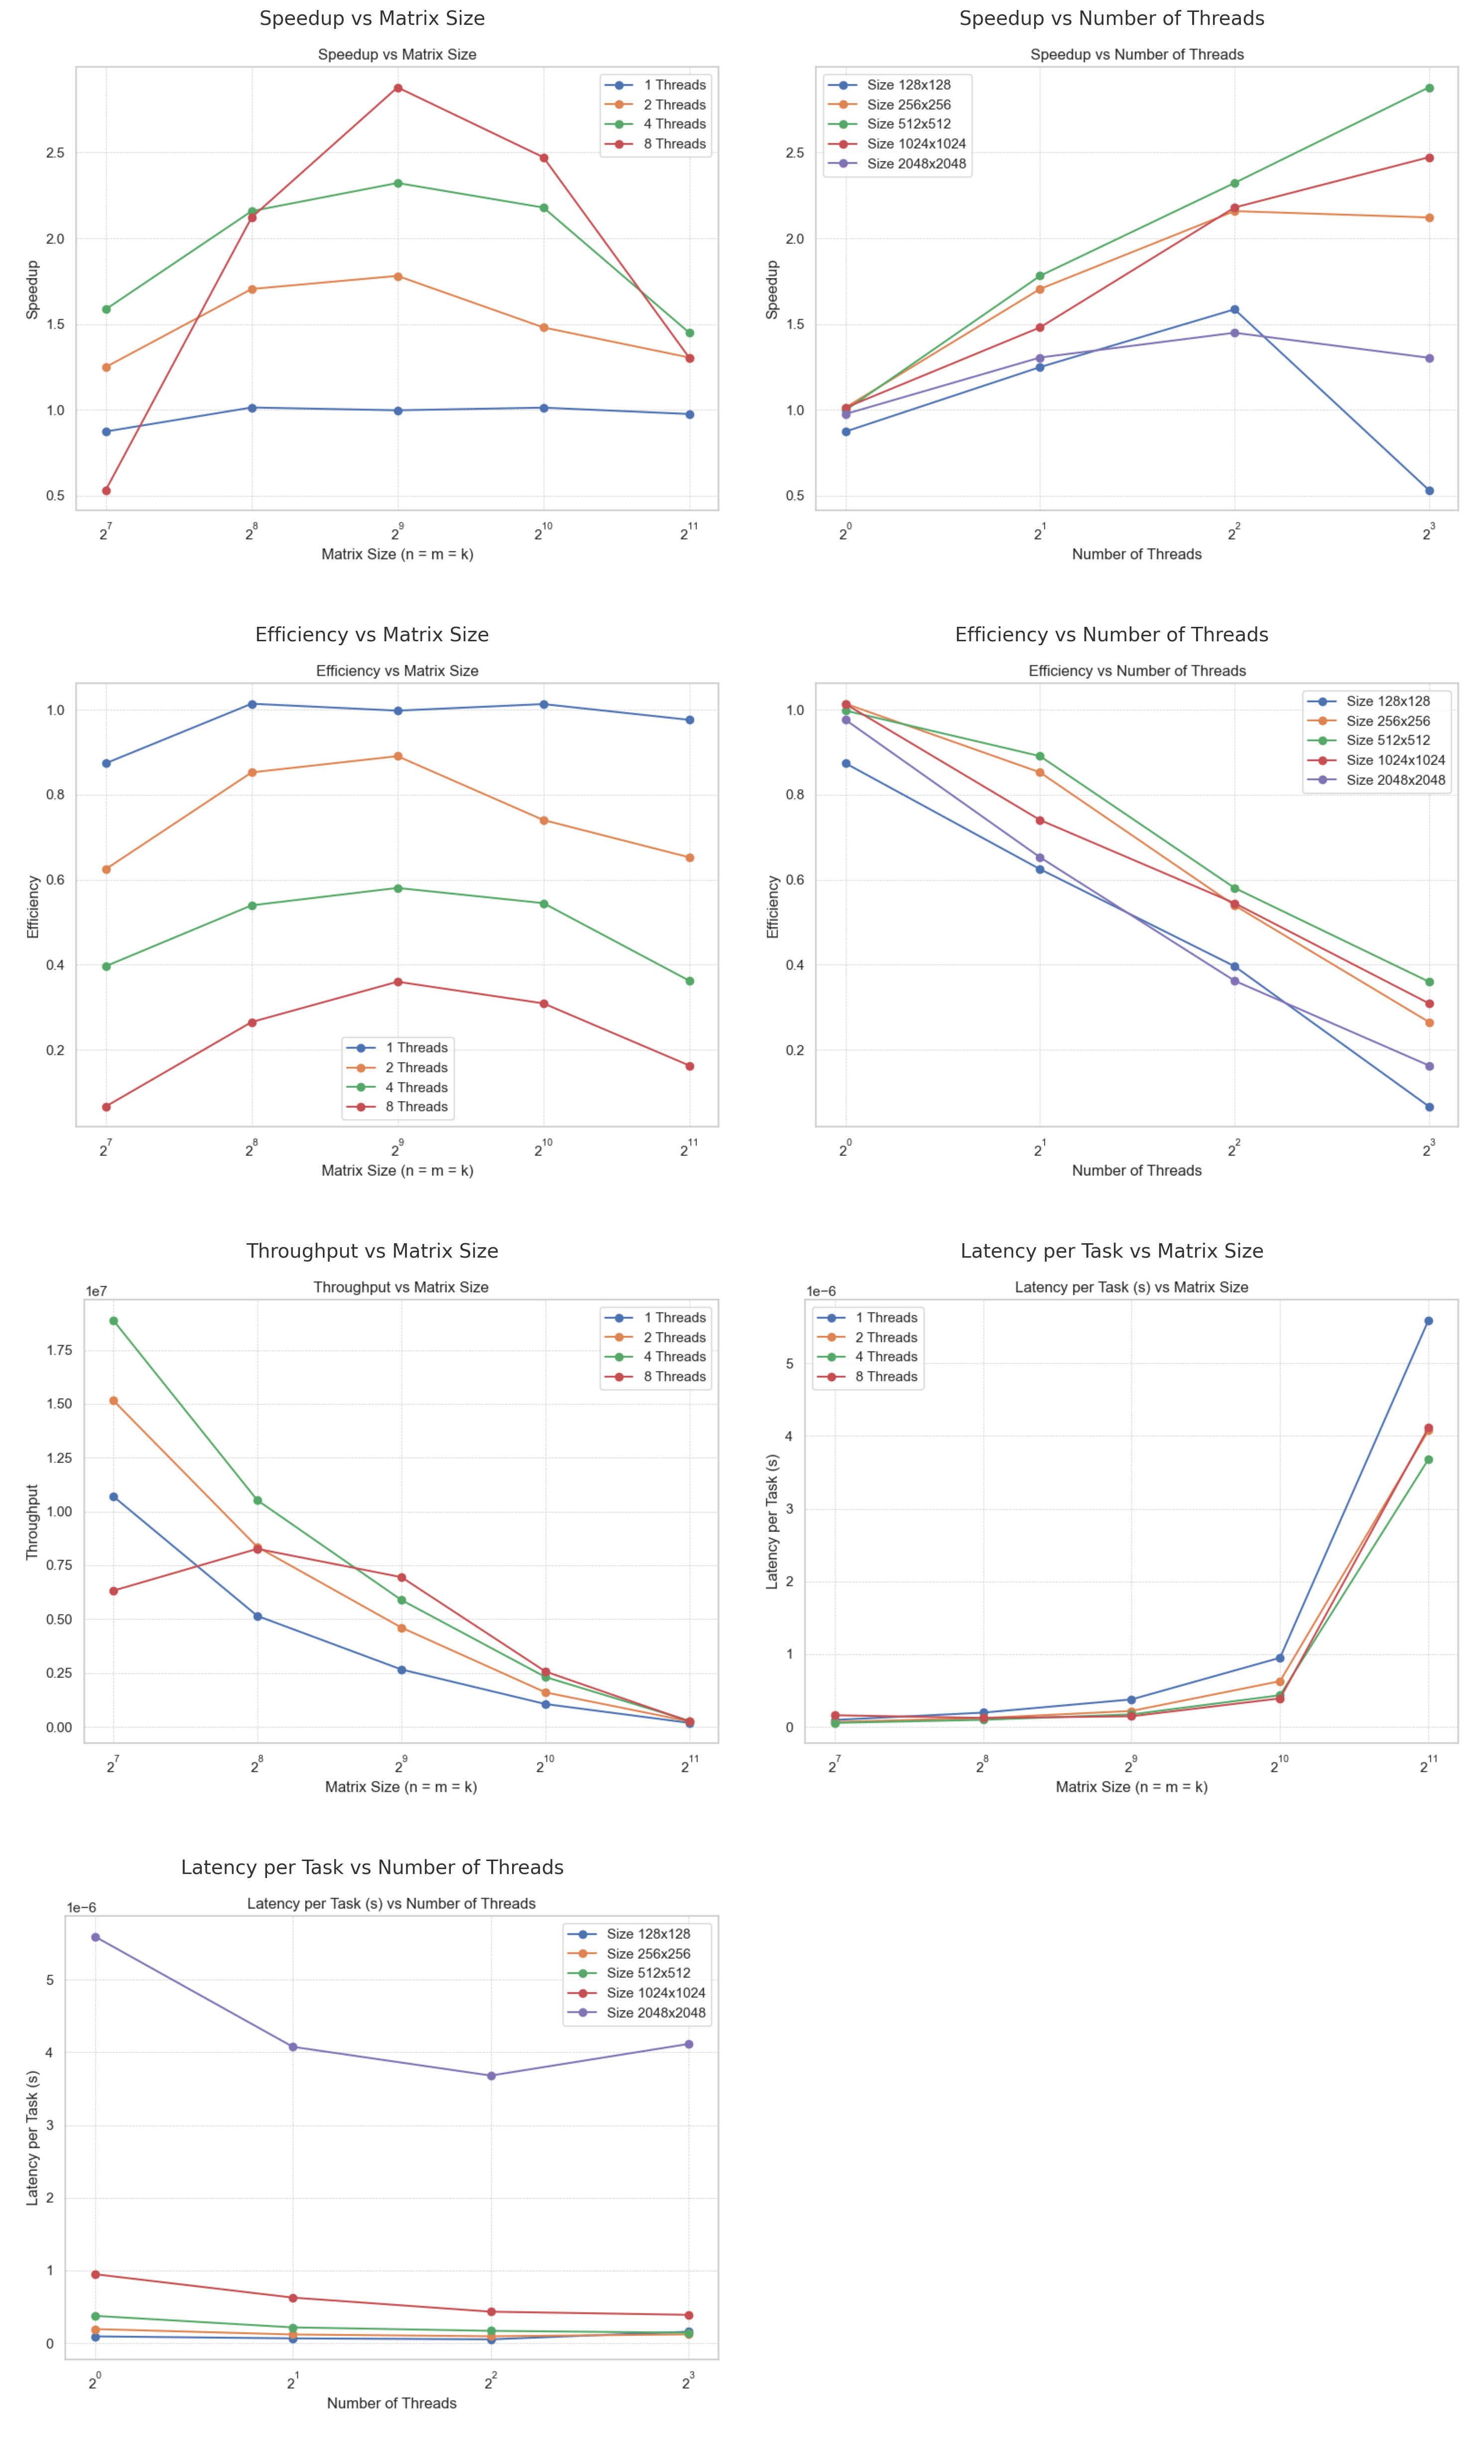 Speedup vs Matrix Size
Speedup vs Matrix Size
1 Threads
2 Threads
4 Threads
8 Threads
2.5
2.0
1.5
1.0
0.5
Speedup
2^7 2^8 2^9 2^10 2^11
Matrix Size (n = m = k)
Speedup vs Number of Threads
Speedup vs Number of Threads
Size 128x128
Size 256x256
Size 512x512
Size 1024x1024
Size 2048x2048
2.5
2.0
1.5
1.0
0.5
Speedup
2^0 2^1 2^2 2^3
Number of Threads
Efficiency vs Matrix Size
Efficiency vs Matrix Size
1.0
0.8
0.6
0.4
0.2
Efficiency
1 Threads
2 Threads
4 Threads
8 Threads
2^7 2^8 2^9 2^10 2^11
Matrix Size (n = m = k)
Efficiency vs Number of Threads
Efficiency vs Number of Threads
Size 128x128
Size 256x256
Size 512x512
Size 1024x1024
Size 2048x2048
1.0
0.8
0.6
0.4
0.2
Efficiency
2^0 2^1 2^2 2^3
Number of Threads
Throughput vs Matrix Size
Throughput vs Matrix Size
1e7
1 Threads
2 Threads
4 Threads
8 Threads
1.75
1.50
1.25
1.00
0.75
0.50
0.25
0.00
Throughput
2^7 2^8 2^9 2^10 2^11
Matrix Size (n = m = k)
Latency per Task vs Matrix Size
Latency per Task (s) vs Matrix Size
1e−6
1 Threads
2 Threads
4 Threads
8 Threads
5
4
3
2
1
0
Latency per Task (s)
2^7 2^8 2^9 2^10 2^11
Matrix Size (n = m = k)
Latency per Task vs Number of Threads
Latency per Task (s) vs Number of Threads
1e−6
Size 128x128
Size 256x256
Size 512x512
Size 1024x1024
Size 2048x2048
5
4
3
2
1
0
Latency per Task (s)
2^0 2^1 2^2 2^3
Number of Threads